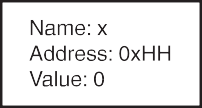 Name: x
Address: 0xHH
Value: 0